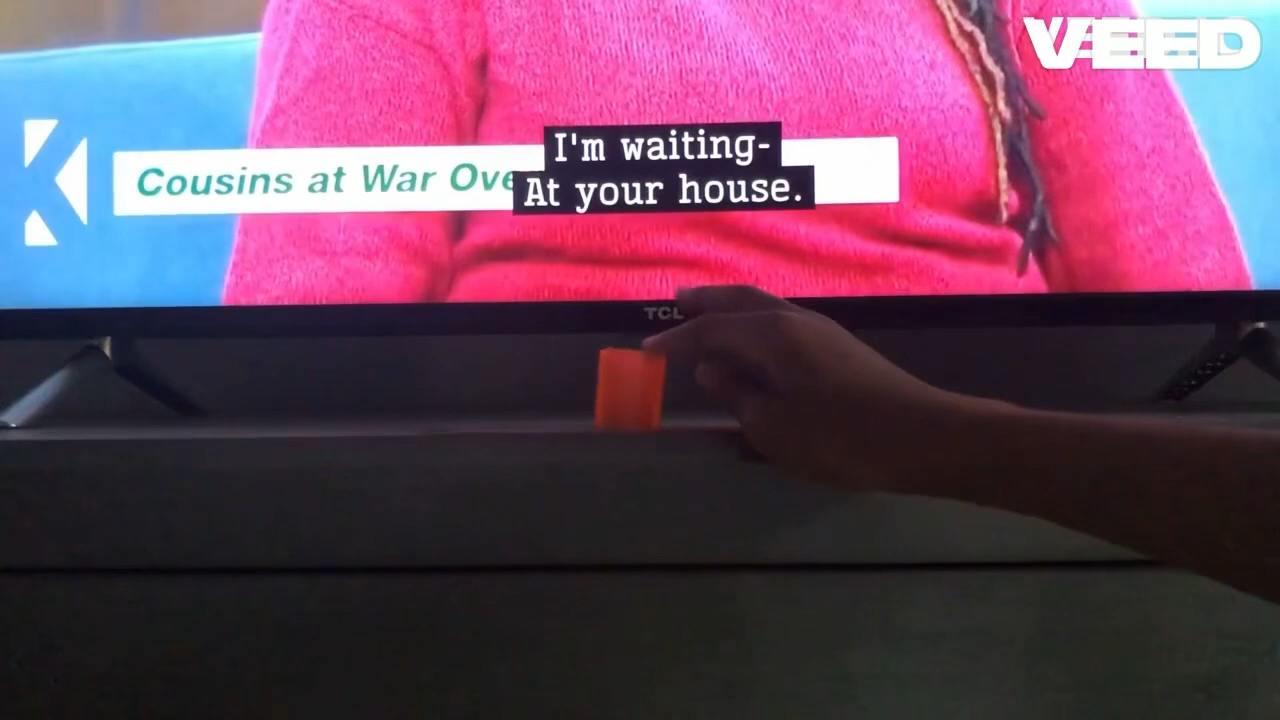 VEED
I'm waiting-
Cousins at War Ove
At your house.
TCL